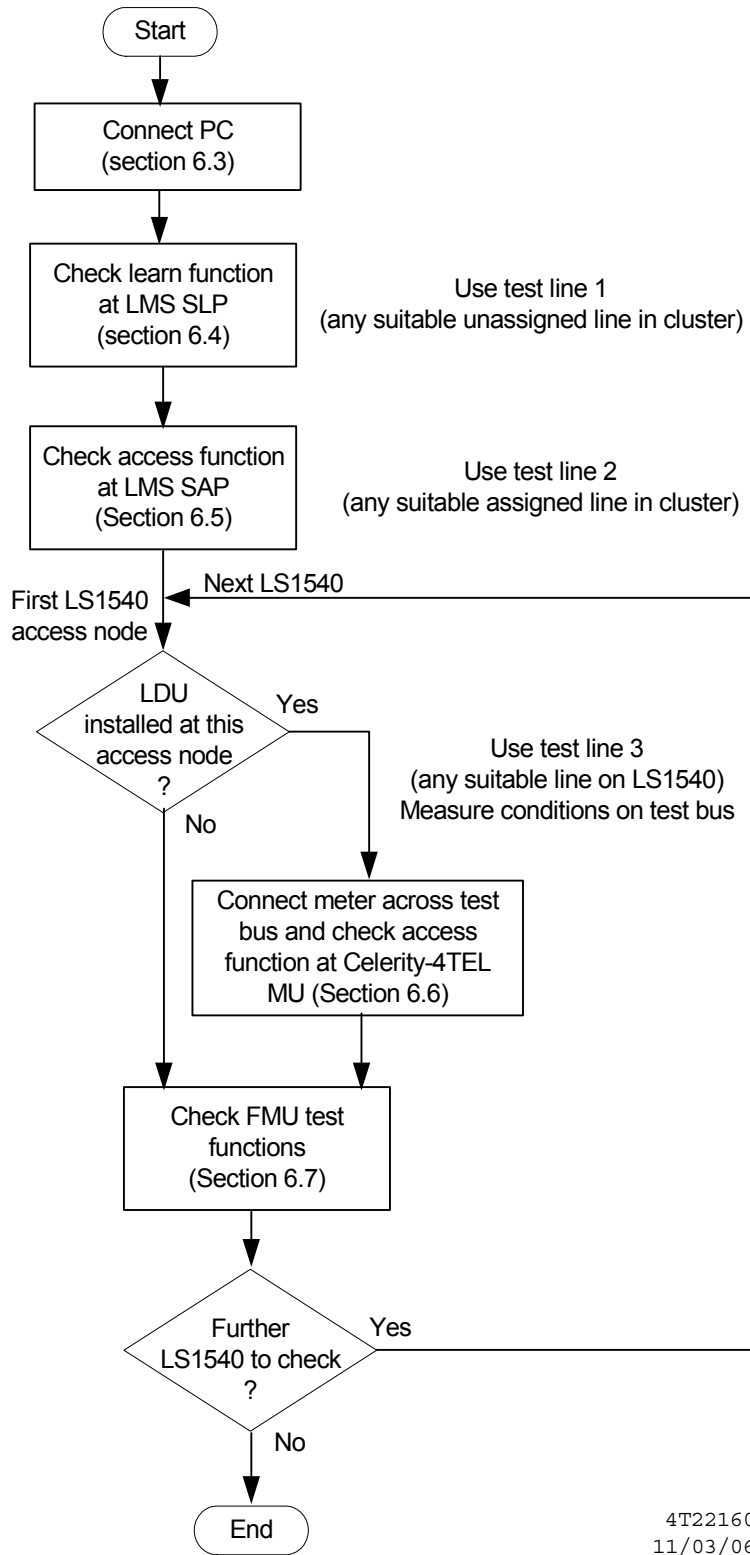 Start
Connect PC
(section 6.3)
Check learn function
at LMS SLP
(section 6.4)
Use test line 1
(any suitable unassigned line in cluster)
Check access function
at LMS SAP
(Section 6.5)
Use test line 2
(any suitable assigned line in cluster)
First LS1540
access node
Next LS1540
LDU
installed at this
access node
?
Yes
No
Use test line 3
(any suitable line on LS1540)
Measure conditions on test bus
Connect meter across test
bus and check access
function at Celerity-4TEL
MU (Section 6.6)
Check FMU test
functions
(Section 6.7)
Further
LS1540 to check
?
Yes
No
End
4T22160
11/03/06